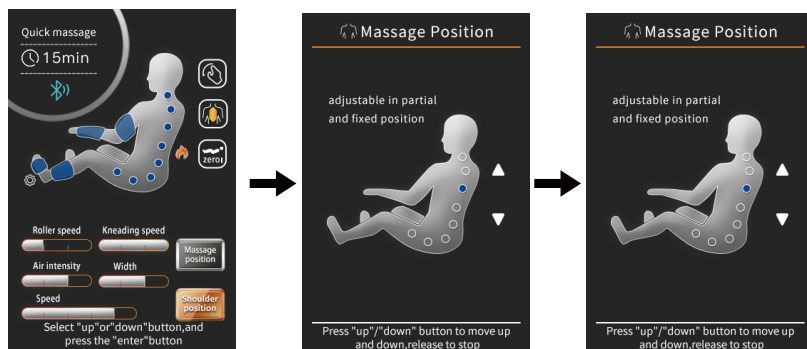 Quick massage
15min
zero
Roller speed
Kneading speed
Massage
position
Air intensity
Width
Shoulder
position
Speed
Select "up"or"down"button,and
press the "enter"button
Massage Position
adjustable in partial
and fixed position
Press "up"/"down" button to move up
and down,release to stop
Massage Position
adjustable in partial
and fixed position
Press "up"/"down" button to move up
and down,release to stop